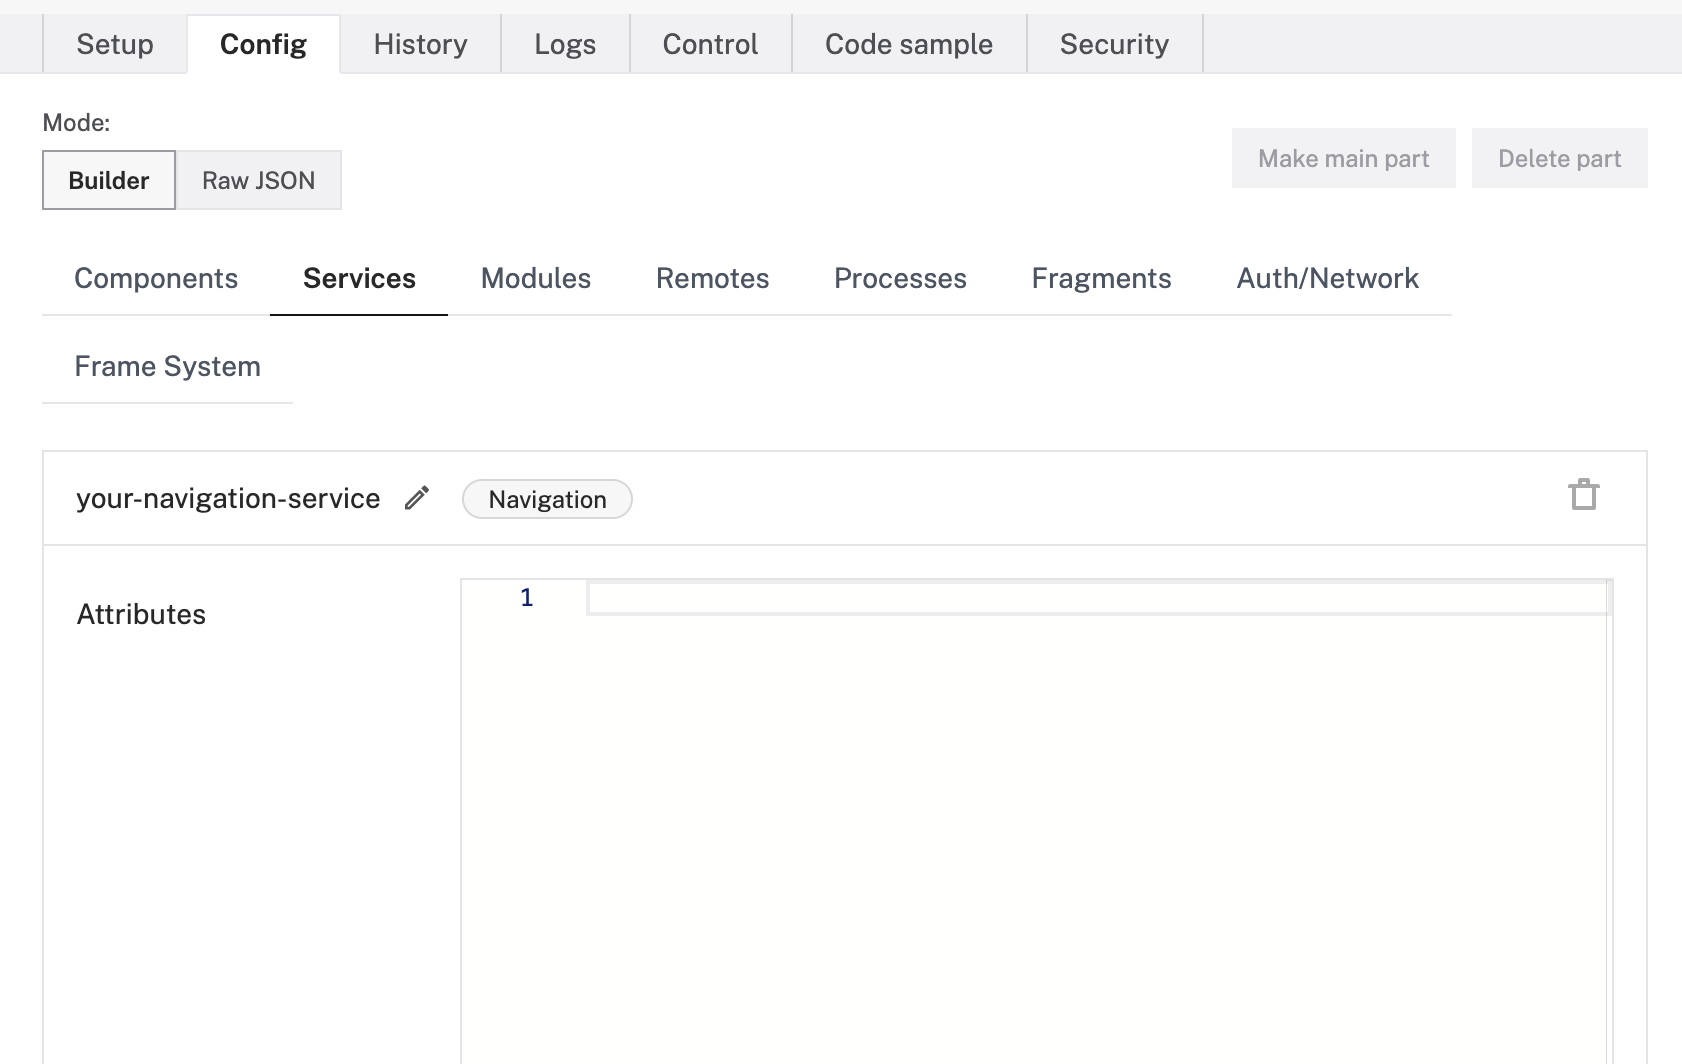 Setup Config History Logs Control Code sample Security
Mode:
Builder Raw JSON Make main part Delete part
Components Services Modules Remotes Processes Fragments Auth/Network
Frame System
your-navigation-service Navigation
Attributes 1